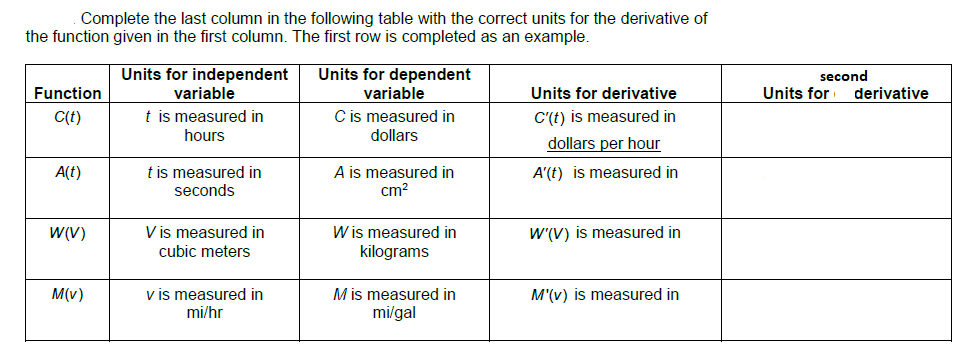 . Complete the last column in the following table with the correct units for the derivative of
the function given in the first column. The first row is completed as an example.
Function
Units for independent
variable
Units for dependent
variable
Units for derivative
second
Units for derivative
C(t)
t is measured in
hours
C is measured in
dollars
C'(t) is measured in
dollars per hour
A(t)
t is measured in
seconds
A is measured in
cm²
A'(t) is measured in
W(V)
V is measured in
cubic meters
W is measured in
kilograms
W'(V) is measured in
M(v)
v is measured in
mi/hr
M is measured in
mi/gal
M'(v) is measured in